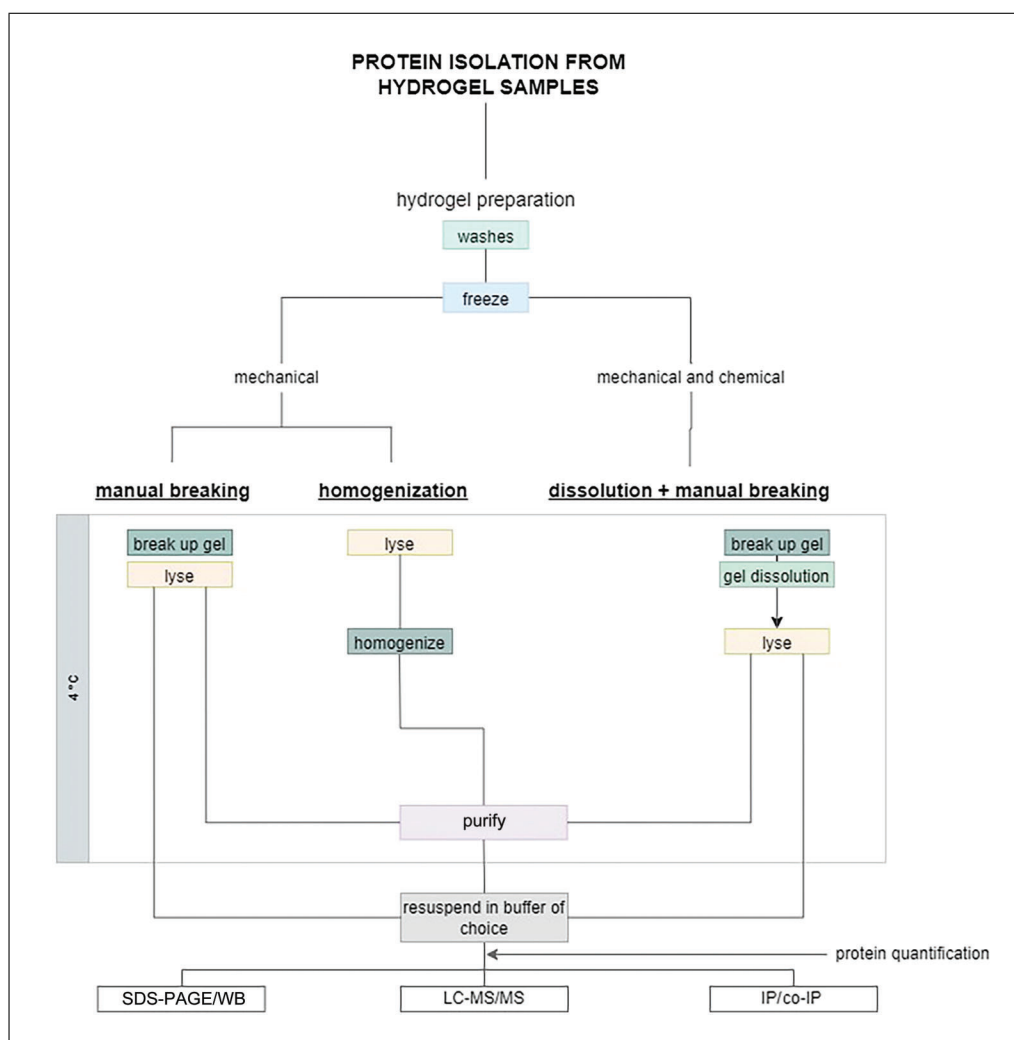 PROTEIN ISOLATION FROM
HYDROGEL SAMPLES
hydrogel preparation
washes
freeze
mechanical
mechanical and chemical
manual breaking
homogenization
dissolution + manual breaking
4 °C
break up gel
lyse
lyse
homogenize
break up gel
gel dissolution
lyse
purify
resuspend in buffer of
choice
protein quantification
SDS-PAGE/WB
LC-MS/MS
IP/co-IP